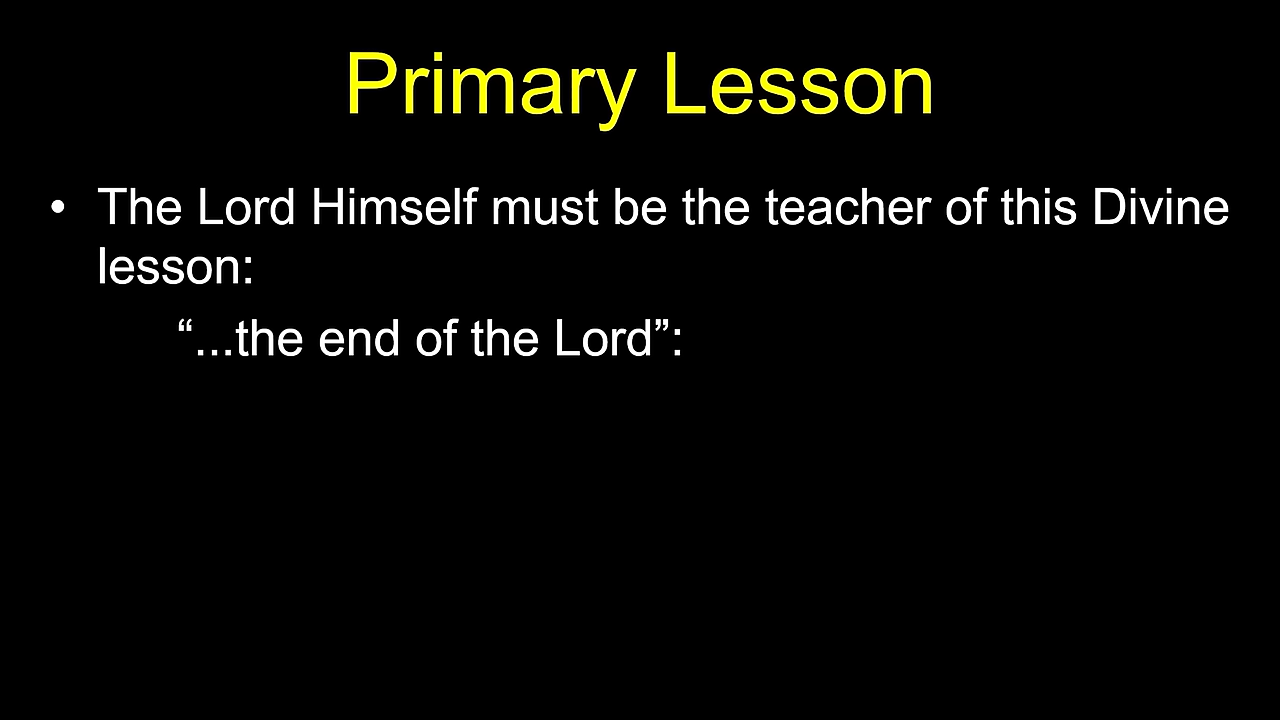 Primary Lesson
• The Lord Himself must be the teacher of this Divine
lesson:
“...the end of the Lord”: